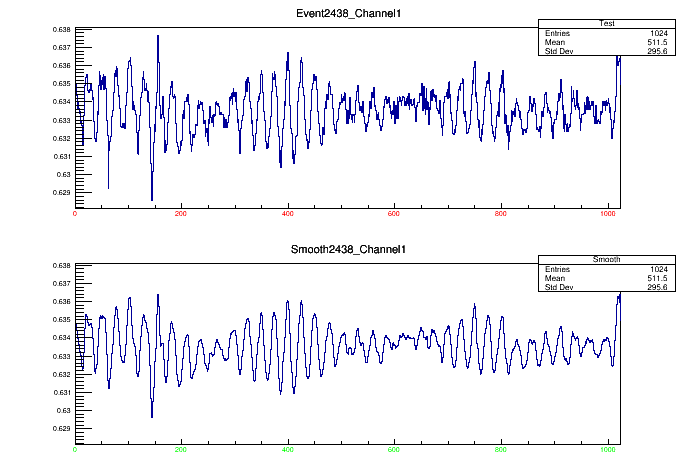 Event2438_Channel1
Test
Entries 1024
Mean 511.5
Std Dev 295.6
0.638
0.637
0.636
0.635
0.634
0.633
0.632
0.631
0.63
0.629
0 200 400 600 800 1000
Smooth2438_Channel1
Smooth
Entries 1024
Mean 511.5
Std Dev 295.6
0.638
0.637
0.636
0.635
0.634
0.633
0.632
0.631
0.63
0.629
0 200 400 600 800 1000